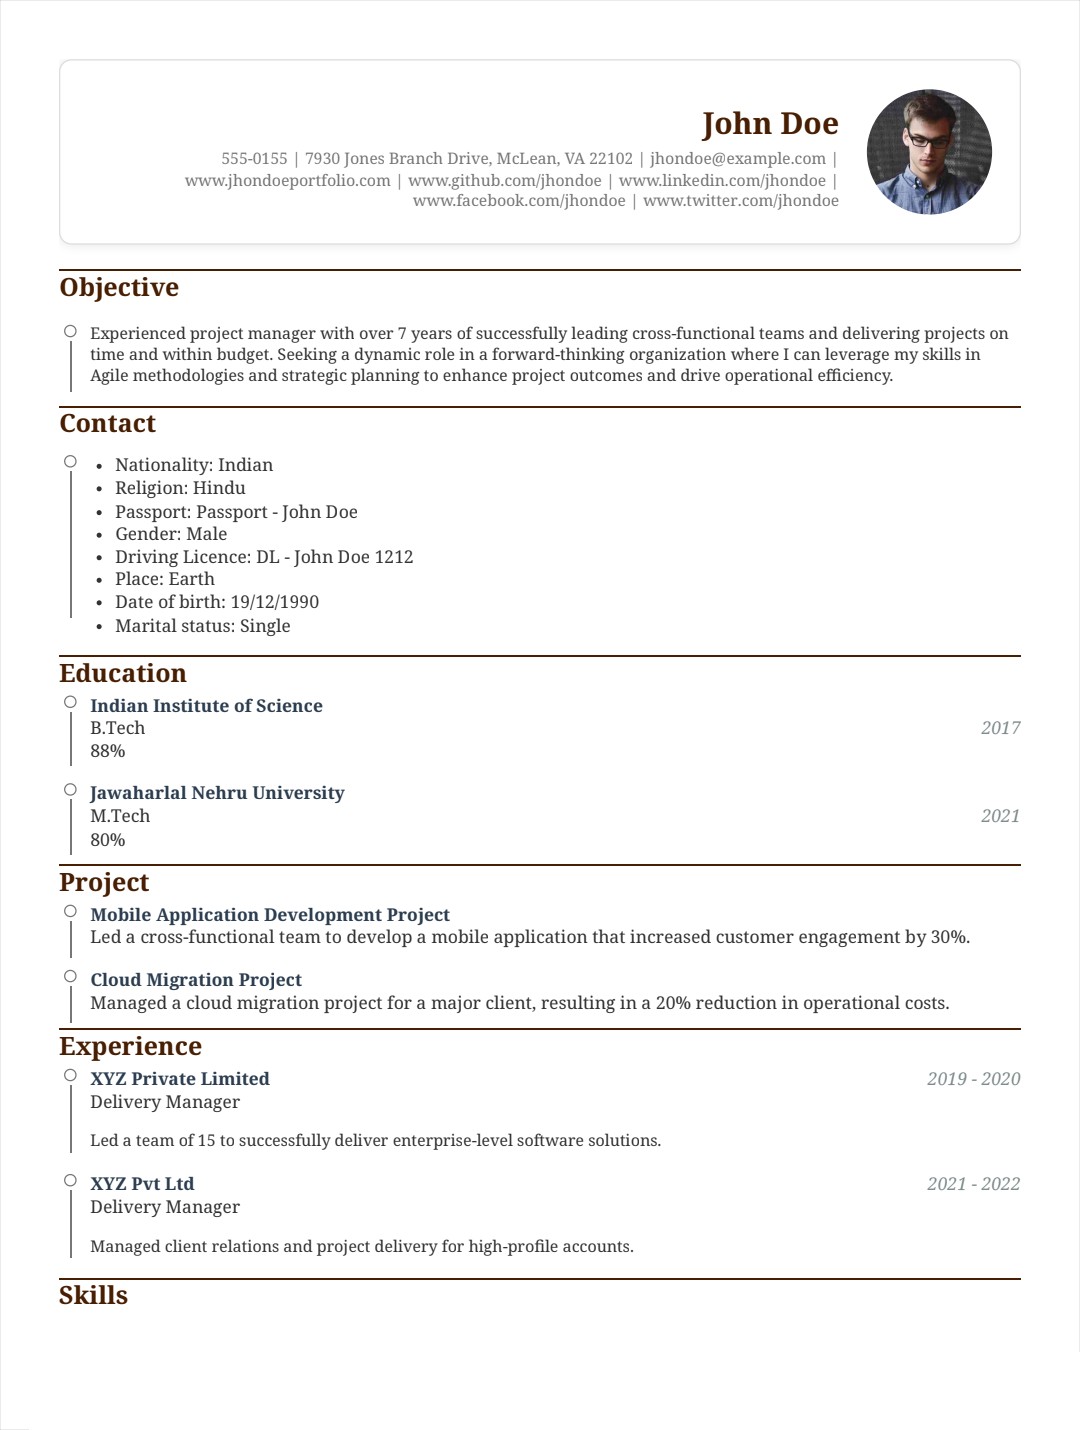 John Doe
555-0155 | 7930 Jones Branch Drive, McLean, VA 22102 | jhondoe@example.com |
www.jhondoeportfolio.com | www.github.com/jhondoe | www.linkedin.com/jhondoe |
www.facebook.com/jhondoe | www.twitter.com/jhondoe
Objective
Experienced project manager with over 7 years of successfully leading cross-functional teams and delivering projects on
time and within budget. Seeking a dynamic role in a forward-thinking organization where I can leverage my skills in
Agile methodologies and strategic planning to enhance project outcomes and drive operational efficiency.
Contact
• Nationality: Indian
• Religion: Hindu
• Passport: Passport - John Doe
• Gender: Male
• Driving Licence: DL - John Doe 1212
• Place: Earth
• Date of birth: 19/12/1990
• Marital status: Single
Education
Indian Institute of Science
B.Tech 2017
88%
Jawaharlal Nehru University
M.Tech 2021
80%
Project
Mobile Application Development Project
Led a cross-functional team to develop a mobile application that increased customer engagement by 30%.
Cloud Migration Project
Managed a cloud migration project for a major client, resulting in a 20% reduction in operational costs.
Experience
XYZ Private Limited 2019 - 2020
Delivery Manager
Led a team of 15 to successfully deliver enterprise-level software solutions.
XYZ Pvt Ltd 2021 - 2022
Delivery Manager
Managed client relations and project delivery for high-profile accounts.
Skills